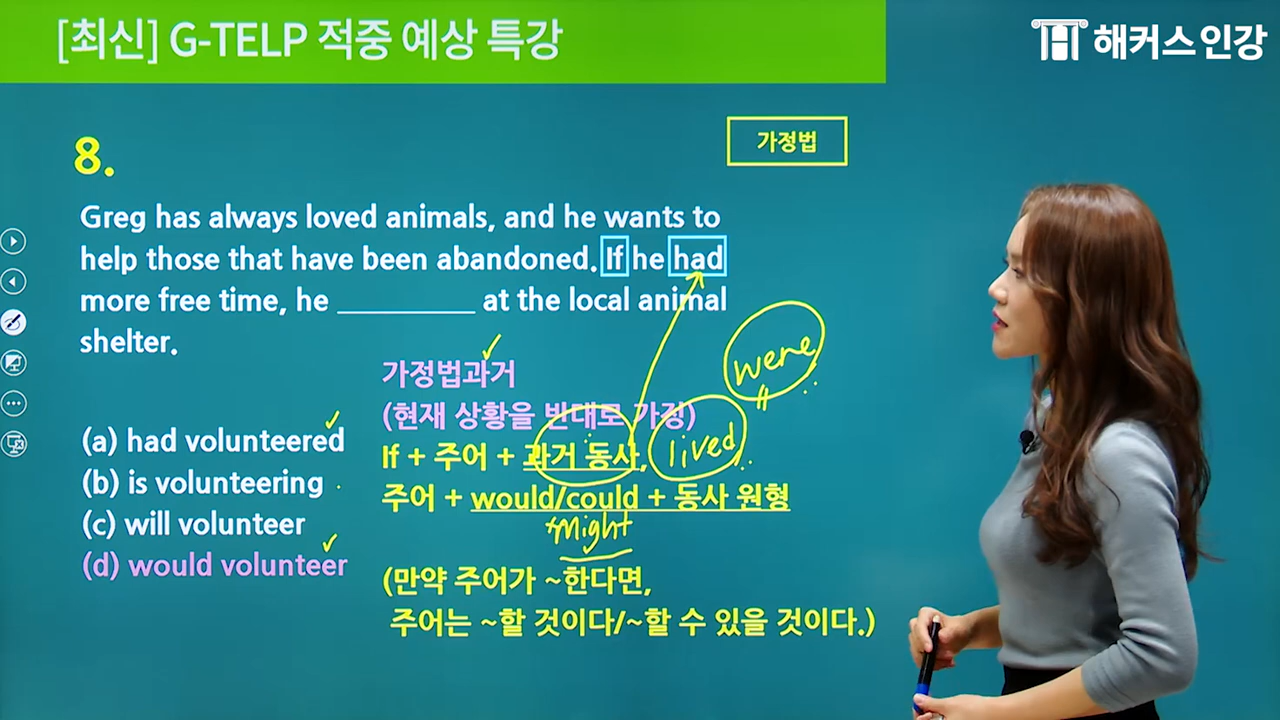 [최신] G-TELP 적중 예상 특강
해커스인강
가정법
8.
Greg has always loved animals, and he wants to
help those that have been abandoned. If he had
more free time, he __________ at the local animal
shelter.
were
가정법과거
(현재 상황을 반대로 가정)
If + 주어 + 과거 동사,
lived
주어 + would/could + 동사 원형
+might
(만약 주어가 ~한다면,
주어는 ~할 것이다/~할 수 있을 것이다.)
(a) had volunteered
(b) is volunteering
(c) will volunteer
(d) would volunteer